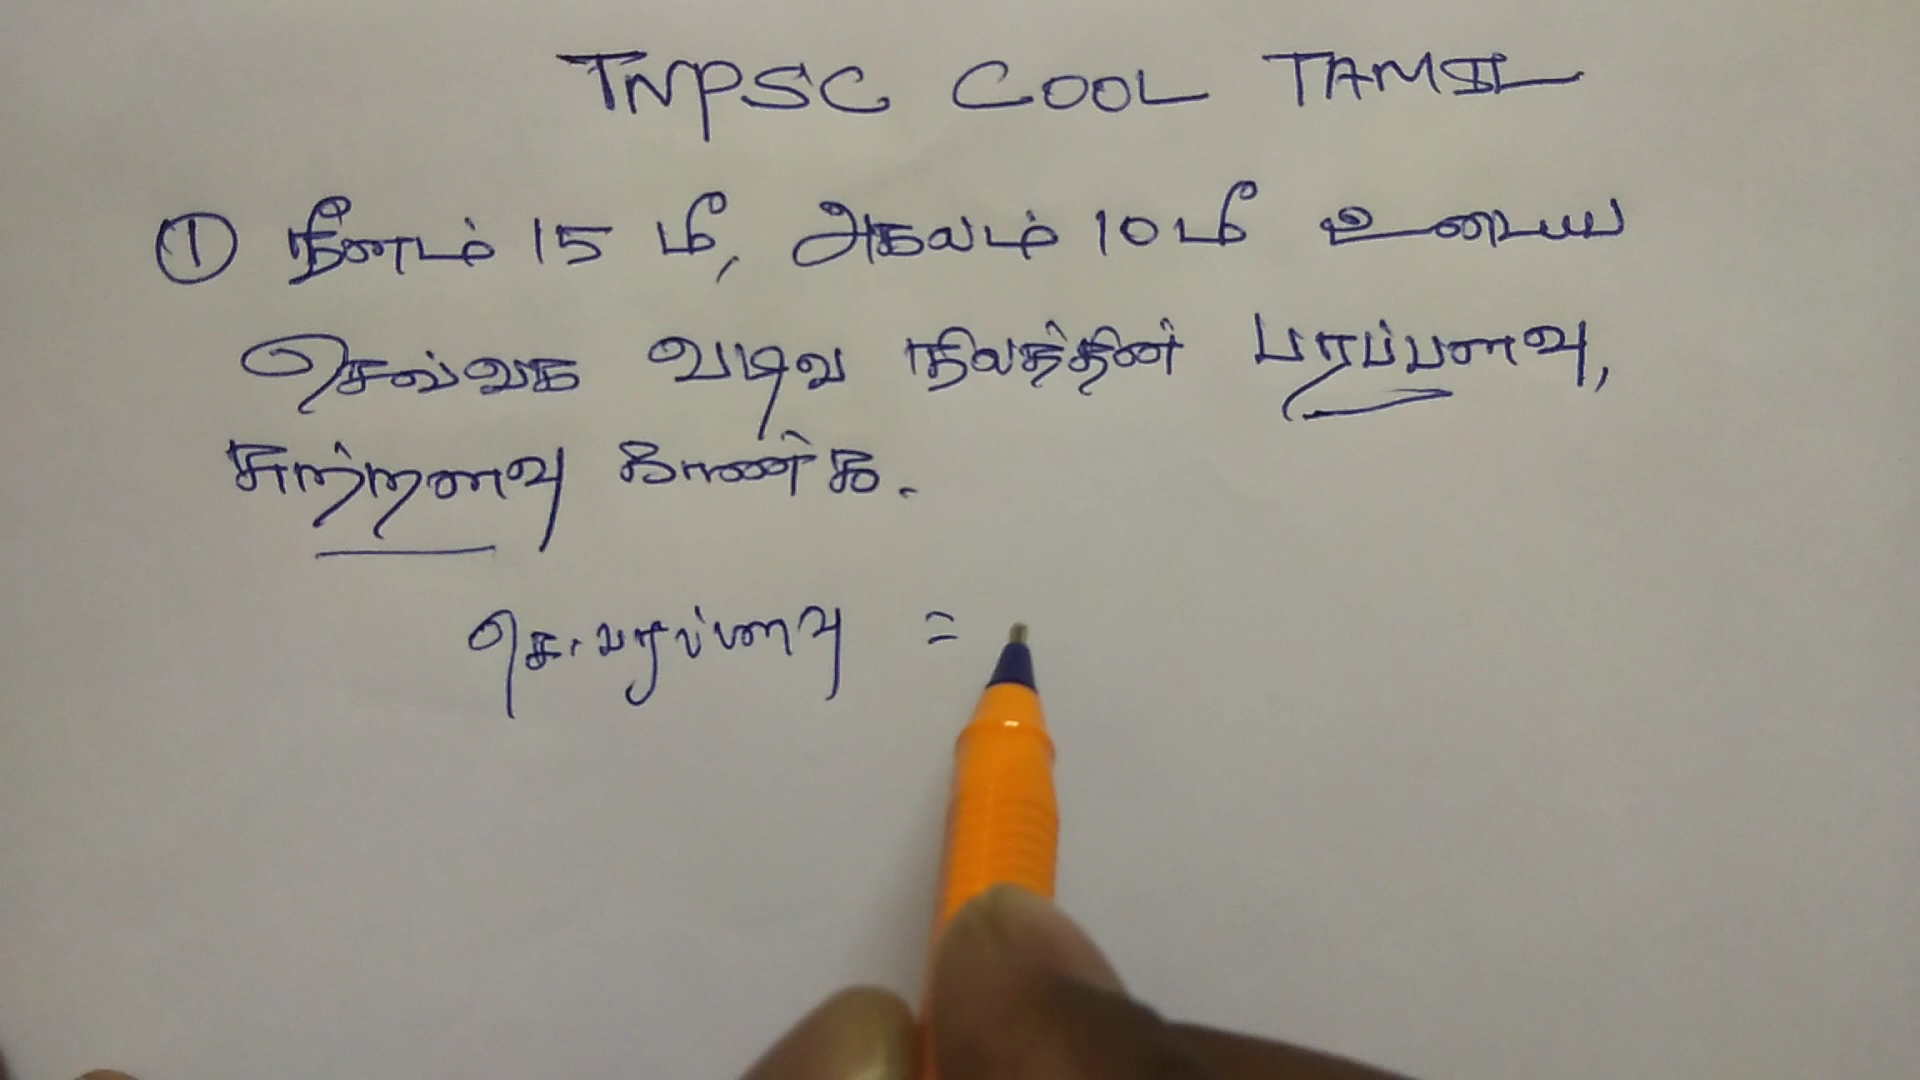 TNPSC COOL TAMIL
① நீளம் 15 மீ, அகலம் 10 மீ உடைய
செவ்வக வடிவ நிலத்தின் பரப்பளவு,
சுற்றளவு காண்க.
செ.பரப்பளவு =